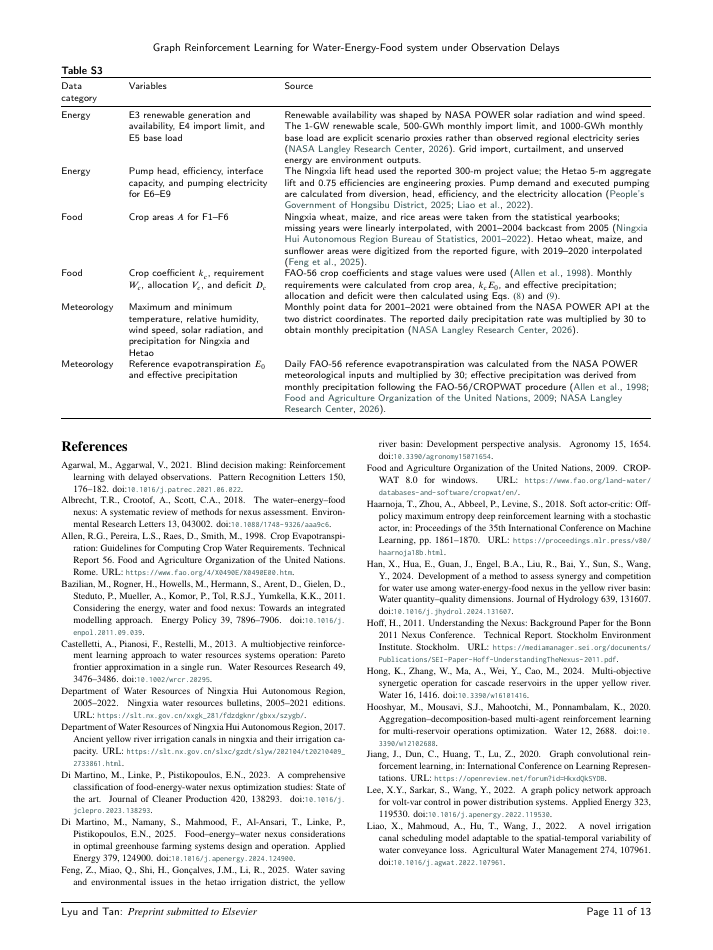 Graph Reinforcement Learning for Water-Energy-Food system under Observation Delays
Table S3
Data category
Variables
Source
Energy
E3 renewable generation and
availability, E4 import limit, and
E5 base load
Renewable availability was shaped by NASA POWER solar radiation and wind speed.
The 1-GW renewable scale, 500-GWh monthly import limit, and 1000-GWh monthly
base load are explicit scenario proxies rather than observed regional electricity series
(NASA Langley Research Center, 2026). Grid import, curtailment, and unserved
energy are environment outputs.
Energy
Pump head, efficiency, interface
capacity, and pumping electricity
for E6–E9
The Ningxia lift head used the reported 300-m project value; the Hetao 5-m aggregate
lift and 0.75 efficiencies are engineering proxies. Pump demand and executed pumping
are calculated from diversion, head, efficiency, and the electricity allocation (People's
Government of Hongsibu District, 2025; Liao et al., 2022).
Food
Crop areas A for F1–F6
Ningxia wheat, maize, and rice areas were taken from the statistical yearbooks;
missing years were linearly interpolated, with 2001–2004 backcast from 2005 (Ningxia
Hui Autonomous Region Bureau of Statistics, 2001–2022). Hetao wheat, maize, and
sunflower areas were digitized from the reported figure, with 2019–2020 interpolated
(Feng et al., 2025).
Food
Crop coefficient k_c, requirement
W_c, allocation V_c, and deficit D_c
FAO-56 crop coefficients and stage values were used (Allen et al., 1998). Monthly
requirements were calculated from crop area, k_cE_0, and effective precipitation;
allocation and deficit were then calculated using Eqs. (8) and (9).
Meteorology
Maximum and minimum
temperature, relative humidity,
wind speed, solar radiation, and
precipitation for Ningxia and
Hetao
Monthly point data for 2001–2021 were obtained from the NASA POWER API at the
two district coordinates. The reported daily precipitation rate was multiplied by 30 to
obtain monthly precipitation (NASA Langley Research Center, 2026).
Meteorology
Reference evapotranspiration E_0
and effective precipitation
Daily FAO-56 reference evapotranspiration was calculated from the NASA POWER
meteorological inputs and multiplied by 30; effective precipitation was derived from
monthly precipitation following the FAO-56/CROPWAT procedure (Allen et al., 1998;
Food and Agriculture Organization of the United Nations, 2009; NASA Langley
Research Center, 2026).
References
Agarwal, M., Aggarwal, V., 2021. Blind decision making: Reinforcement
learning with delayed observations. Pattern Recognition Letters 150,
176–182. doi:10.1016/j.patrec.2021.06.022.
Albrecht, T.R., Crootof, A., Scott, C.A., 2018. The water–energy–food
nexus: A systematic review of methods for nexus assessment. Environ-
mental Research Letters 13, 043002. doi:10.1088/1748-9326/aaa9c6.
Allen, R.G., Pereira, L.S., Raes, D., Smith, M., 1998. Crop Evapotranspi-
ration: Guidelines for Computing Crop Water Requirements. Technical
Report 56. Food and Agriculture Organization of the United Nations.
Rome. URL: https://www.fao.org/4/X0490E/X0490E00.htm.
Bazilian, M., Rogner, H., Howells, M., Hermann, S., Arent, D., Gielen, D.,
Steduto, P., Mueller, A., Komor, P., Tol, R.S.J., Yumkella, K.K., 2011.
Considering the energy, water and food nexus: Towards an integrated
modelling approach. Energy Policy 39, 7896–7906. doi:10.1016/j.
enpol.2011.09.039.
Castelletti, A., Pianosi, F., Restelli, M., 2013. A multiobjective reinforce-
ment learning approach to water resources systems operation: Pareto
frontier approximation in a single run. Water Resources Research 49,
3476–3486. doi:10.1002/wrcr.20295.
Department of Water Resources of Ningxia Hui Autonomous Region,
2005–2022. Ningxia water resources bulletins, 2005–2021 editions.
URL: https://slt.nx.gov.cn/xxgk_281/fdzdgknr/gbxx/szygb/.
Department of Water Resources of Ningxia Hui Autonomous Region, 2017.
Ancient yellow river irrigation canals in ningxia and their irrigation ca-
pacity. URL: https://slt.nx.gov.cn/slxc/gzdt/slyw/202104/t20210409_
2733861.html.
Di Martino, M., Linke, P., Pistikopoulos, E.N., 2023. A comprehensive
classification of food-energy-water nexus optimization studies: State of
the art. Journal of Cleaner Production 420, 138293. doi:10.1016/j.
jclepro.2023.138293.
Di Martino, M., Namany, S., Mahmood, F., Al-Ansari, T., Linke, P.,
Pistikopoulos, E.N., 2025. Food–energy–water nexus considerations
in optimal greenhouse farming systems design and operation. Applied
Energy 379, 124900. doi:10.1016/j.apenergy.2024.124900.
Feng, Z., Miao, Q., Shi, H., Gonçalves, J.M., Li, R., 2025. Water saving
and environmental issues in the hetao irrigation district, the yellow
river basin: Development perspective analysis. Agronomy 15, 1654.
doi:10.3390/agronomy15071654.
Food and Agriculture Organization of the United Nations, 2009. CROP-
WAT 8.0 for windows. URL: https://www.fao.org/land-water/
databases-and-software/cropwat/en/.
Haarnoja, T., Zhou, A., Abbeel, P., Levine, S., 2018. Soft actor-critic: Off-
policy maximum entropy deep reinforcement learning with a stochastic
actor, in: Proceedings of the 35th International Conference on Machine
Learning, pp. 1861–1870. URL: https://proceedings.mlr.press/v80/
haarnoja18b.html.
Han, X., Hua, E., Guan, J., Engel, B.A., Liu, R., Bai, Y., Sun, S., Wang,
Y., 2024. Development of a method to assess synergy and competition
for water use among water-energy-food nexus in the yellow river basin:
Water quantity–quality dimensions. Journal of Hydrology 639, 131607.
doi:10.1016/j.jhydrol.2024.131607.
Hoff, H., 2011. Understanding the Nexus: Background Paper for the Bonn
2011 Nexus Conference. Technical Report. Stockholm Environment
Institute. Stockholm. URL: https://mediamanager.sei.org/documents/
Publications/SEI-Paper-Hoff-UnderstandingTheNexus-2011.pdf.
Hong, K., Zhang, W., Ma, A., Wei, Y., Cao, M., 2024. Multi-objective
synergetic operation for cascade reservoirs in the upper yellow river.
Water 16, 1416. doi:10.3390/w16101416.
Hooshyar, M., Mousavi, S.J., Mahootchi, M., Ponnambalam, K., 2020.
Aggregation–decomposition-based multi-agent reinforcement learning
for multi-reservoir operations optimization. Water 12, 2688. doi:10.
3390/w12102688.
Jiang, J., Dun, C., Huang, T., Lu, Z., 2020. Graph convolutional rein-
forcement learning, in: International Conference on Learning Represen-
tations. URL: https://openreview.net/forum?id=HkxdQkSYDB.
Lee, X.Y., Sarkar, S., Wang, Y., 2022. A graph policy network approach
for volt-var control in power distribution systems. Applied Energy 323,
119530. doi:10.1016/j.apenergy.2022.119530.
Liao, X., Mahmoud, A., Hu, T., Wang, J., 2022. A novel irrigation
canal scheduling model adaptable to the spatial-temporal variability of
water conveyance loss. Agricultural Water Management 274, 107961.
doi:10.1016/j.agwat.2022.107961.
Lyu and Tan: Preprint submitted to Elsevier
Page 11 of 13